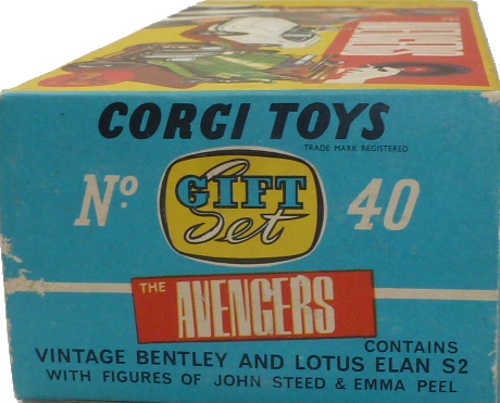 CORGI TOYS
TRADE MARK REGISTERED
Nº GIFT 40
Set
THE AVENGERS
CONTAINS
VINTAGE BENTLEY AND LOTUS ELAN S2
WITH FIGURES OF JOHN STEED & EMMA PEEL